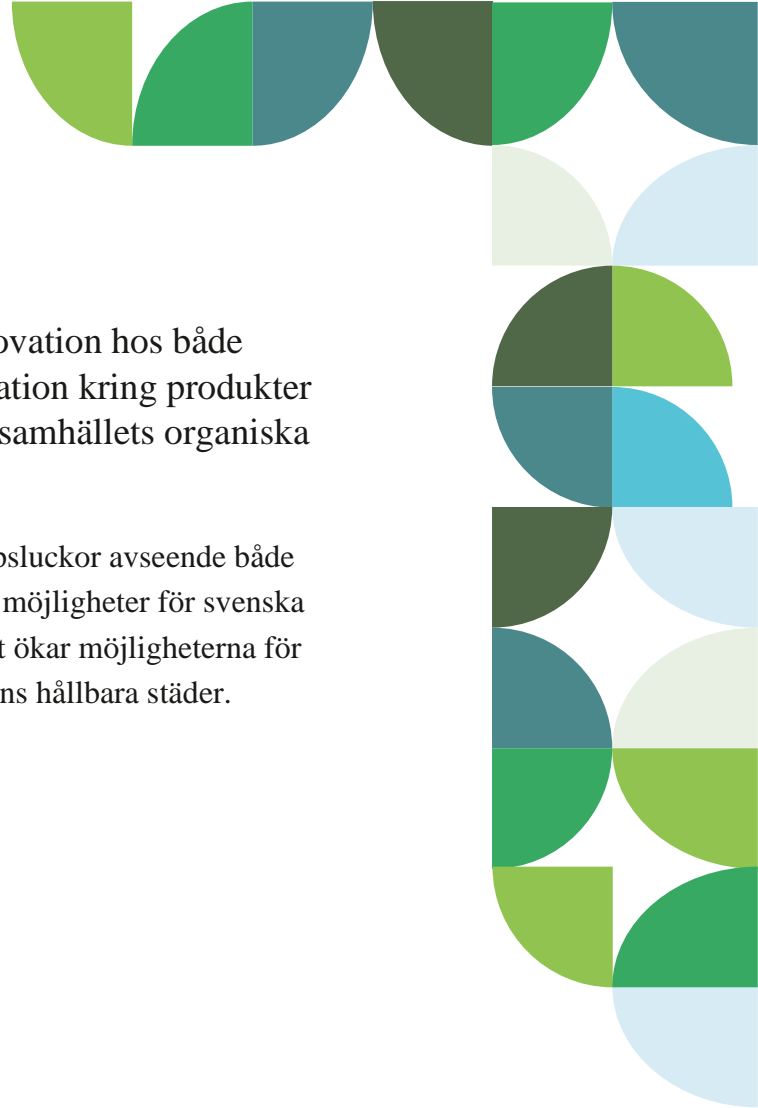 ovation hos både
ation kring produkter
samhällets organiska
psluckor avseende både
möjligheter för svenska
t ökar möjligheterna för
ns hållbara städer.